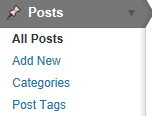 Posts
All Posts
Add New
Categories
Post Tags